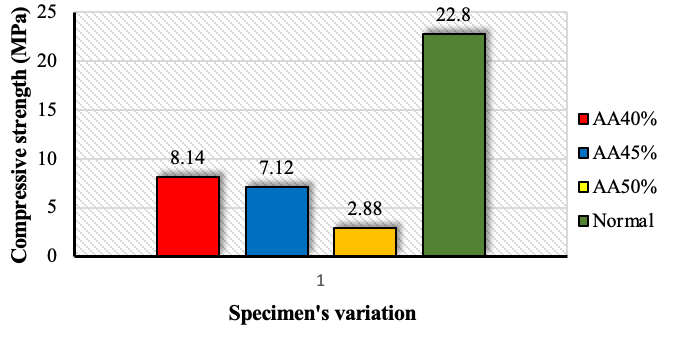 Compressive strength (MPa)
25
20
15
10
5
0
8.14
7.12
2.88
22.8
1
Specimen's variation
AA40%
AA45%
AA50%
Normal